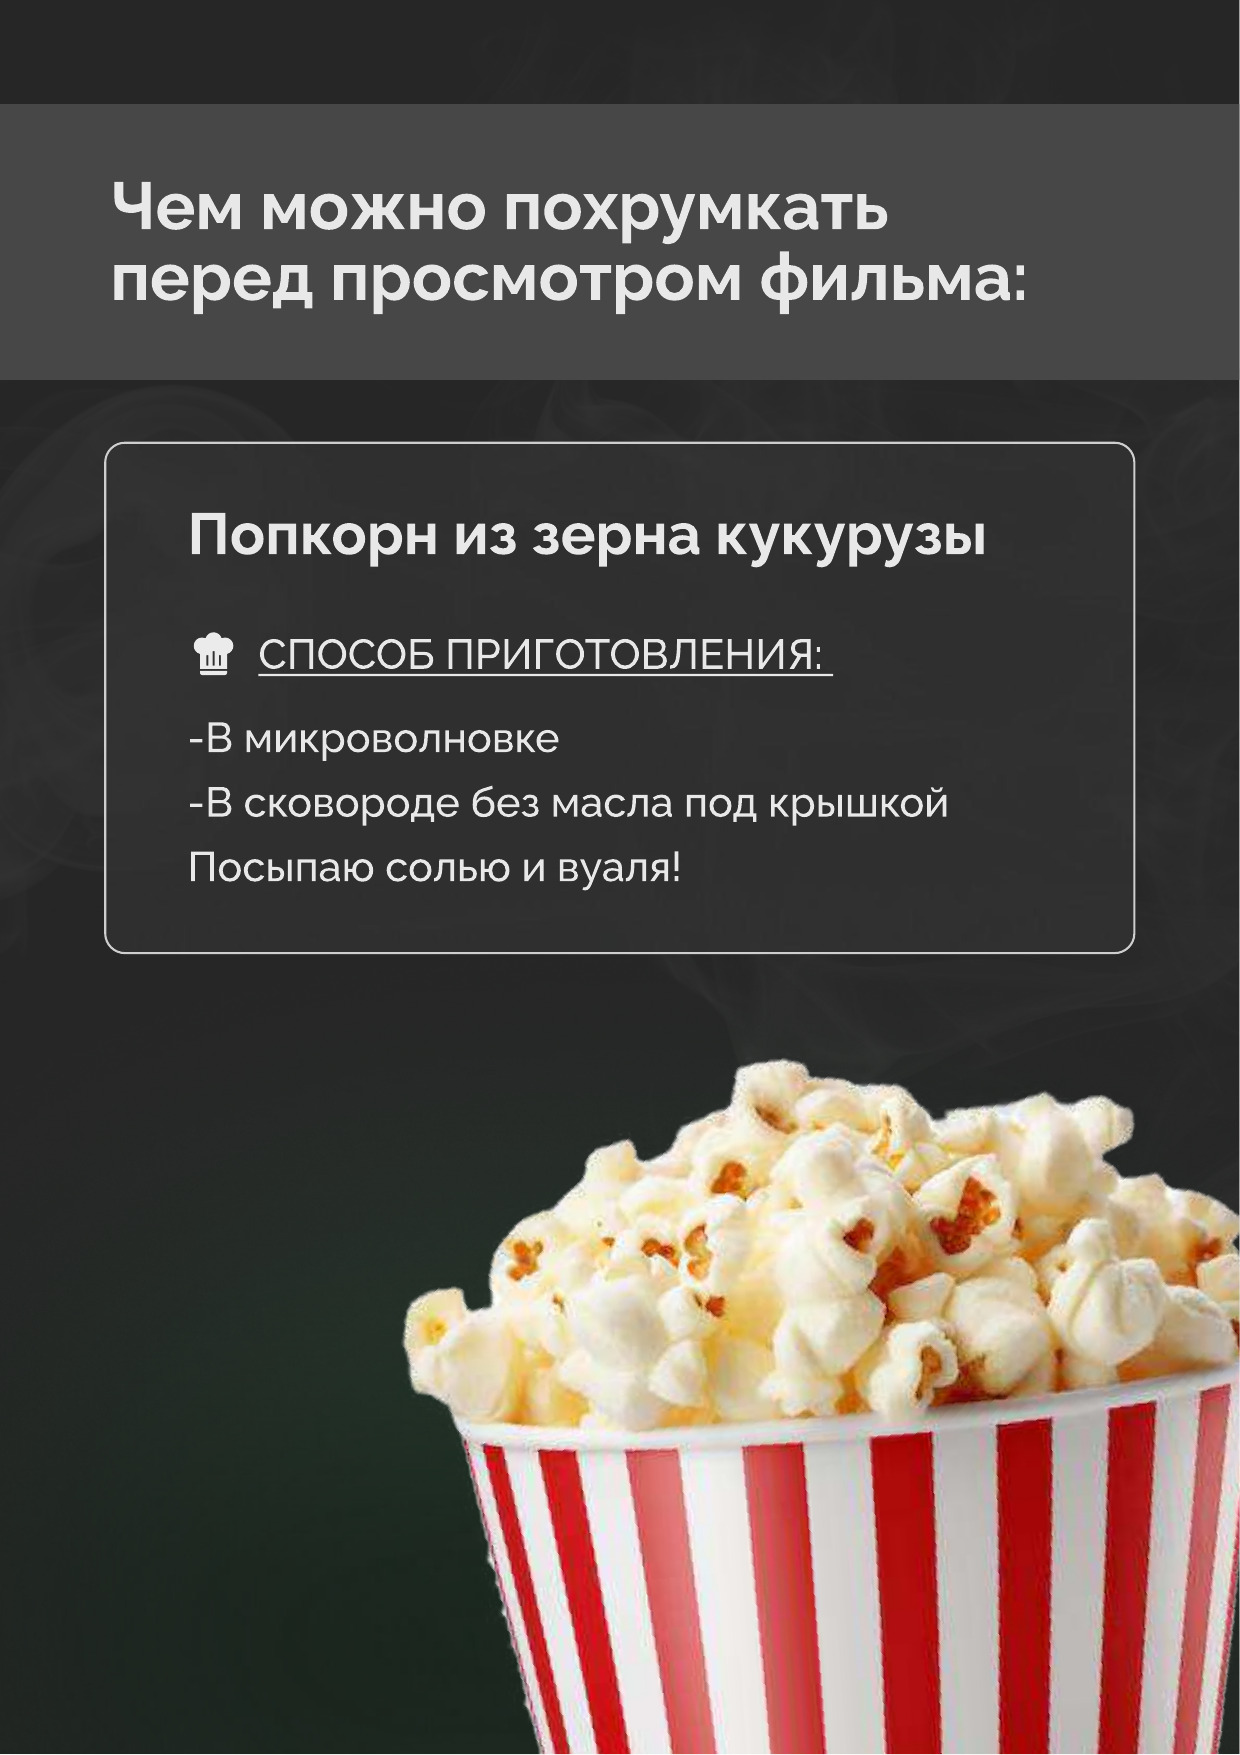 Чем можно похрумкать
перед просмотром фильма:
Попкорн из зерна кукурузы
СПОСОБ ПРИГОТОВЛЕНИЯ:
-В микроволновке
-В сковороде без масла под крышкой
Посыпаю солью и вуаля!